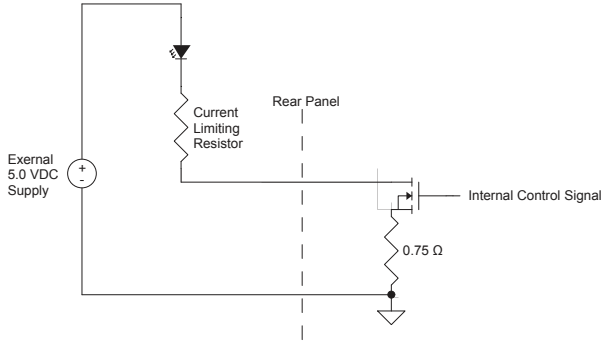 Rear Panel
Current
Limiting
Resistor
Exernal
5.0 VDC
Supply
+
-
Internal Control Signal
0.75 Ω